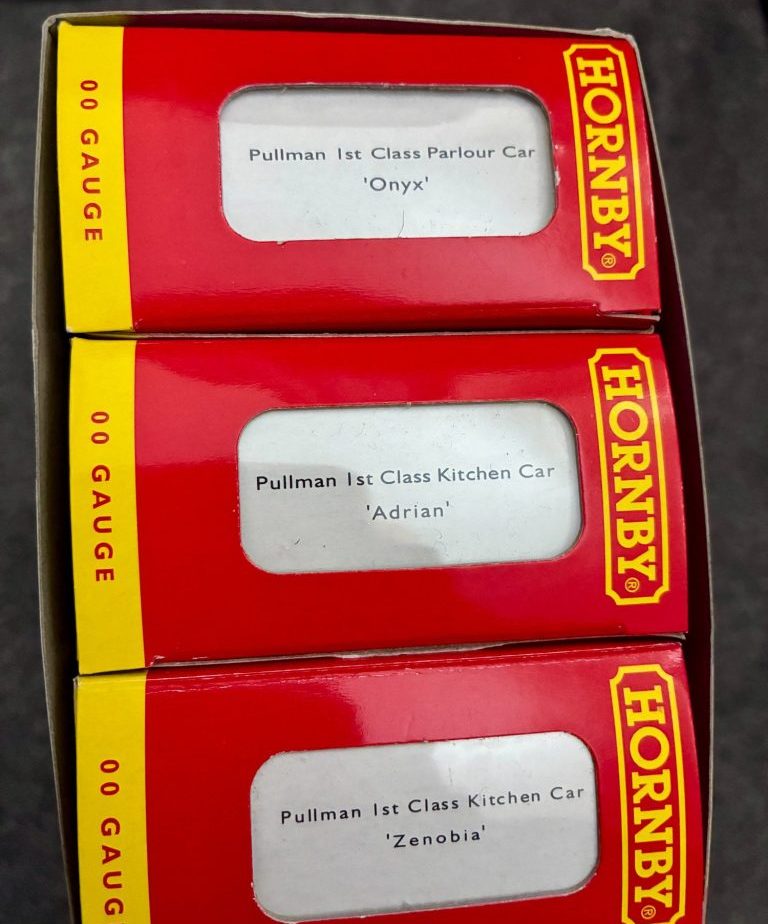 00 GAUGE
Pullman 1st Class Parlour Car
'Onyx'
HORNBY®
00 GAUGE
Pullman 1st Class Kitchen Car
'Adrian'
HORNBY®
00 GAUG
Pullman 1st Class Kitchen Car
'Zenobia'
HORNBY®